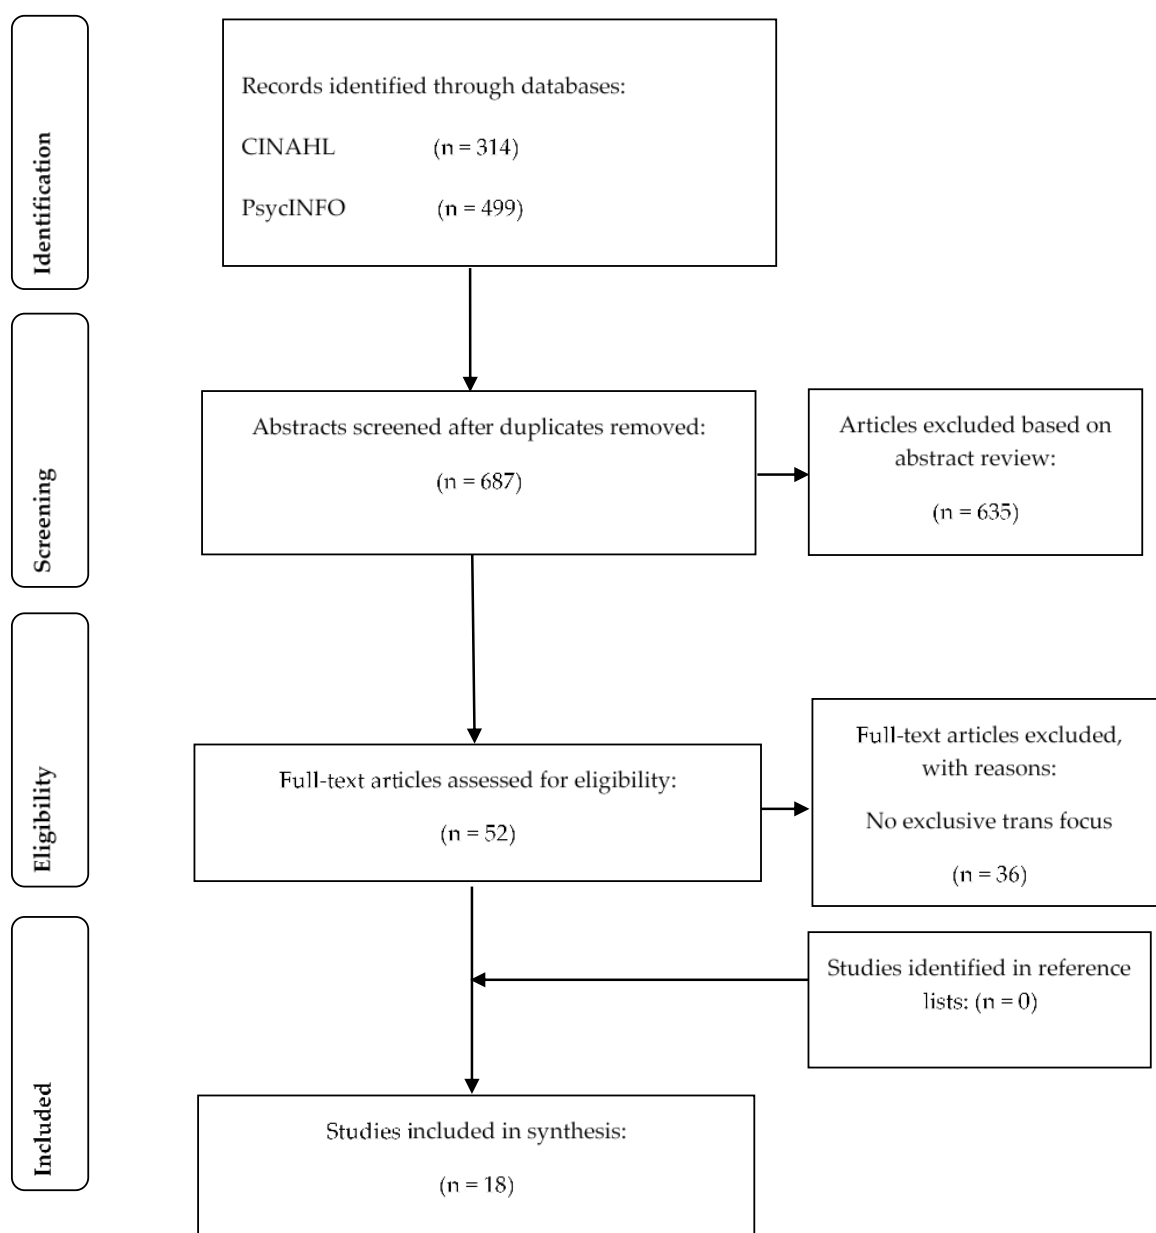 Identification
Records identified through databases:
CINAHL (n = 314)
PsycINFO (n = 499)
Screening
Abstracts screened after duplicates removed:
(n = 687)
Articles excluded based on
abstract review:
(n = 635)
Eligibility
Full-text articles assessed for eligibility:
(n = 52)
Full-text articles excluded,
with reasons:
No exclusive trans focus
(n = 36)
Included
Studies identified in reference
lists: (n = 0)
Studies included in synthesis:
(n = 18)